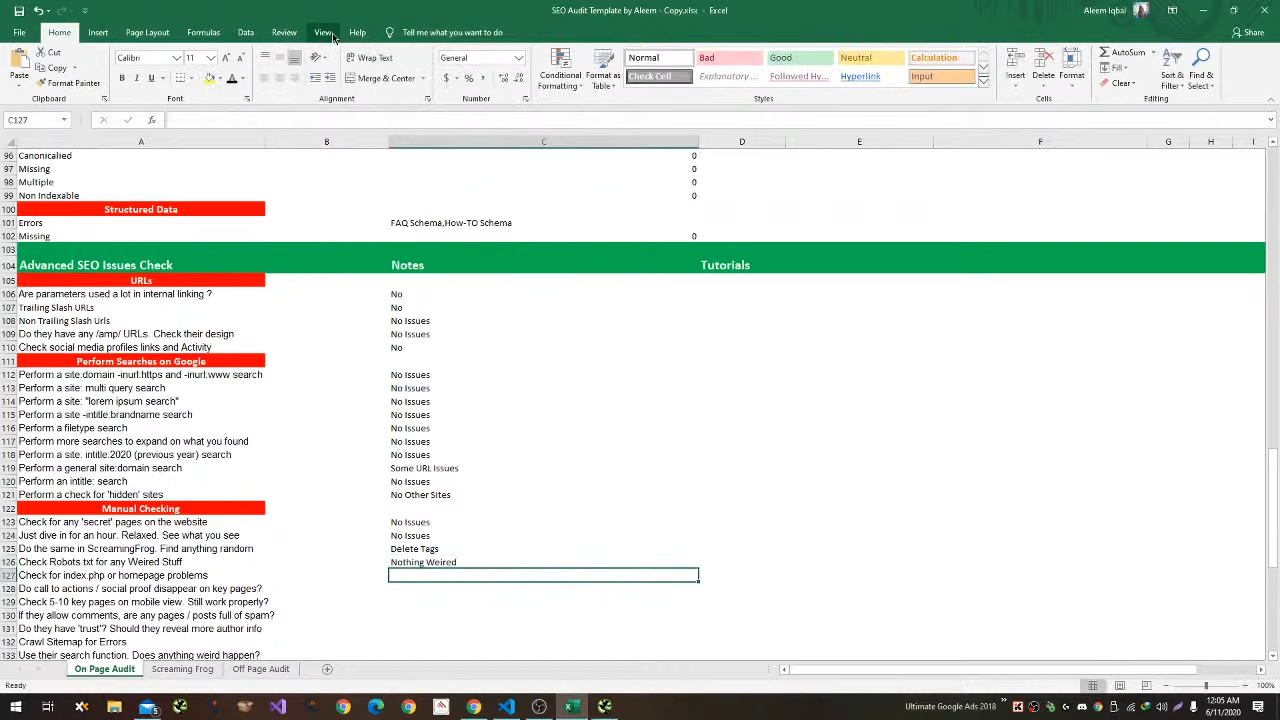 SEO Audit Template by Aleem - Copy.xlsx - Excel
Aleem Iqbal
File Home Insert Page Layout Formulas Data Review View Help Tell me what you want to do Share
Paste Cut Copy Format Painter Clipboard
Calibri 11 B I U A Font
Wrap Text Merge & Center Alignment
General $ % Number
Conditional Formatting Format as Table
Normal Bad Good Neutral Calculation
Check Cell Explanatory ... Followed Hy... Hyperlink Input
Styles
Insert Delete Format Cells
AutoSum Fill Clear Sort & Filter Find & Select Editing
C127 fx
A B C D E F G H I
96 Canonicalied 0
97 Missing 0
98 Multiple 0
99 Non Indexable 0
100 Structured Data
101 Errors FAQ Schema,How-TO Schema
102 Missing 0
103
104 Advanced SEO Issues Check Notes Tutorials
105 URLs
106 Are parameters used a lot in internal linking ? No
107 Trailing Slash URLs No
108 Non Trailing Slash Urls No Issues
109 Do they have any /amp/ URLs. Check their design No Issues
110 Check social media profiles links and Activity No
111 Perform Searches on Google
112 Perform a site:domain -inurl:https and -inurl:www search No Issues
113 Perform a site: multi query search No Issues
114 Perform a site: "lorem ipsum search" No Issues
115 Perform a site -intitle:brandname search No Issues
116 Perform a filetype search No Issues
117 Perform more searches to expand on what you found No Issues
118 Perform a site: intitle:2020 (previous year) search No Issues
119 Perform a general site:domain search Some URL Issues
120 Perform an intitle: search No Issues
121 Perform a check for 'hidden' sites No Other Sites
122 Manual Checking
123 Check for any 'secret' pages on the website No Issues
124 Just dive in for an hour. Relaxed. See what you see No Issues
125 Do the same in ScreamingFrog. Find anything random Delete Tags
126 Check Robots.txt for any Weired Stuff Nothing Weired
127 Check for index.php or homepage problems
128 Do call to actions / social proof disappear on key pages?
129 Check 5-10 key pages on mobile view. Still work properly?
130 If they allow comments, are any pages / posts full of spam?
131 Do they have 'trust'? Should they reveal more author info
132 Crawl Sitemap for Errors
133 Use their search function. Does anything weird happen?
On Page Audit Screaming Frog Off Page Audit
Ready 100%
5 Ultimate Google Ads 2018 12:05 AM
6/11/2020